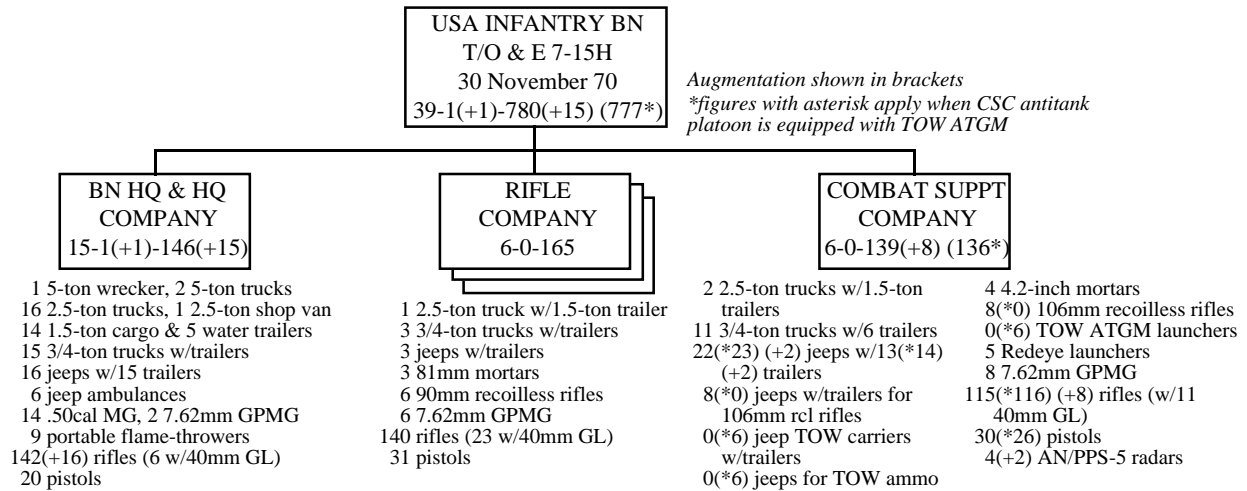 USA INFANTRY BN
T/O & E 7-15H
30 November 70
39-1(+1)-780(+15) (777*)
Augmentation shown in brackets
*figures with asterisk apply when CSC antitank
platoon is equipped with TOW ATGM
BN HQ & HQ
COMPANY
15-1(+1)-146(+15)
1 5-ton wrecker, 2 5-ton trucks
16 2.5-ton trucks, 1 2.5-ton shop van
14 1.5-ton cargo & 5 water trailers
15 3/4-ton trucks w/trailers
16 jeeps w/15 trailers
6 jeep ambulances
14 .50cal MG, 2 7.62mm GPMG
9 portable flame-throwers
142(+16) rifles (6 w/40mm GL)
20 pistols
RIFLE
COMPANY
6-0-165
1 2.5-ton truck w/1.5-ton trailer
3 3/4-ton trucks w/trailers
3 jeeps w/trailers
3 81mm mortars
6 90mm recoilless rifles
6 7.62mm GPMG
140 rifles (23 w/40mm GL)
31 pistols
COMBAT SUPPT
COMPANY
6-0-139(+8) (136*)
2 2.5-ton trucks w/1.5-ton
trailers
11 3/4-ton trucks w/6 trailers
22(*23) (+2) jeeps w/13(*14)
(+2) trailers
8(*0) jeeps w/trailers for
106mm rcl rifles
0(*6) jeep TOW carriers
w/trailers
0(*6) jeeps for TOW ammo
4 4.2-inch mortars
8(*0) 106mm recoilless rifles
0(*6) TOW ATGM launchers
5 Redeye launchers
8 7.62mm GPMG
115(*116) (+8) rifles (w/11
40mm GL)
30(*26) pistols
4(+2) AN/PPS-5 radars